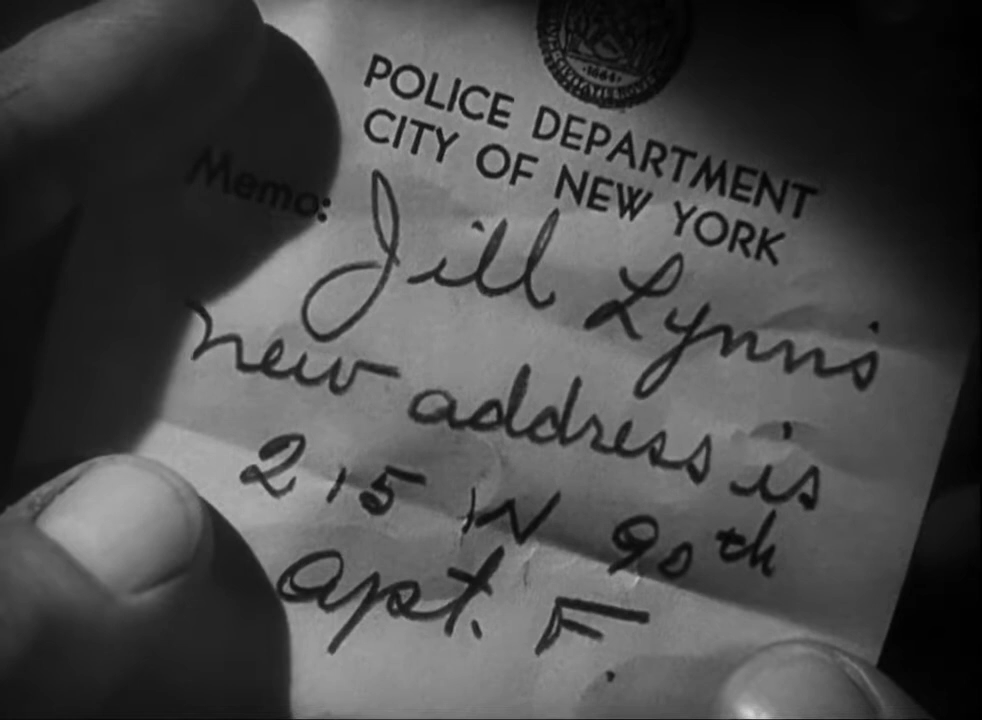 POLICE DEPARTMENT
CITY OF NEW YORK
Memo:
Jill Lynn's
new address is
215 W 90th
apt. F.